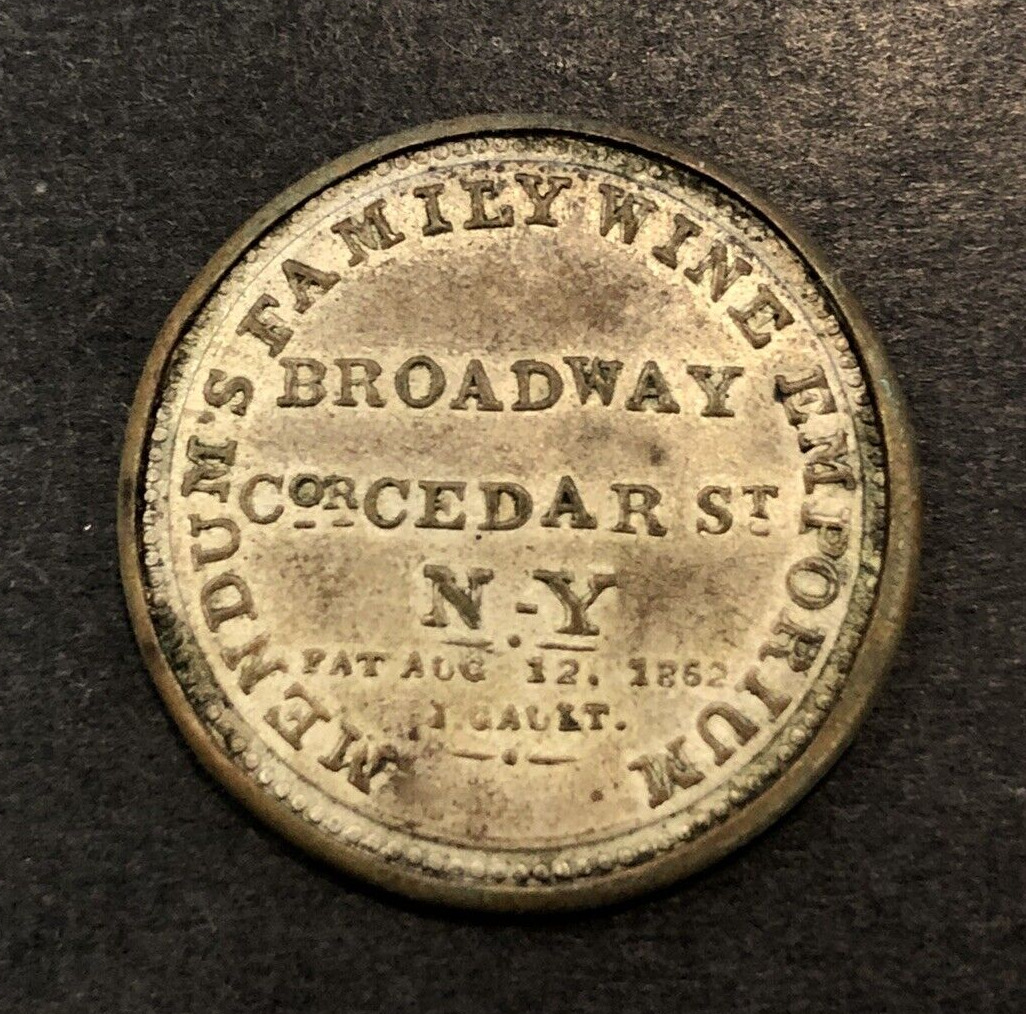 MENDUM'S FAMILY WINE EMPORIUM
BROADWAY
COR CEDAR ST
N.-Y
PAT AUG 12. 1862
J GAULT.